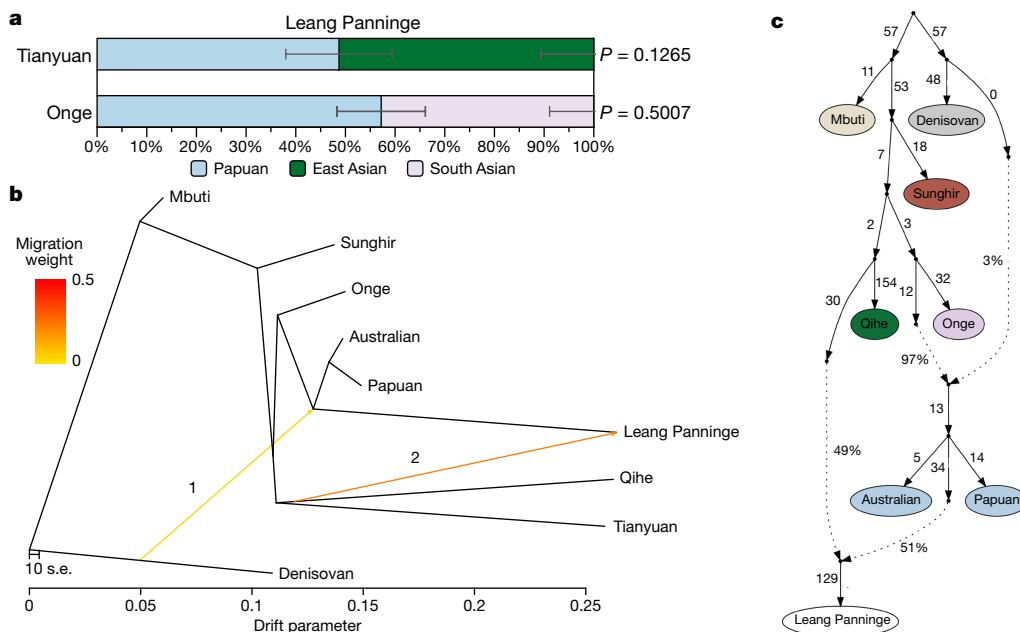 a
Leang Panninge
Tianyuan
P = 0.1265
Onge
P = 0.5007
0% 10% 20% 30% 40% 50% 60% 70% 80% 90% 100%
Papuan East Asian South Asian
b
Mbuti
Migration
weight
0.5
0
Sunghir
Onge
Australian
Papuan
Leang Panninge
Qihe
Tianyuan
Denisovan
1
2
10 s.e.
0 0.05 0.1 0.15 0.2 0.25
Drift parameter
c
57 57
11 53 48 0
Mbuti Denisovan
7 18
Sunghir
2 3 3%
30 154 12 32
Qihe Onge
97%
13
49% 5 34 14
Australian Papuan
51%
129
Leang Panninge